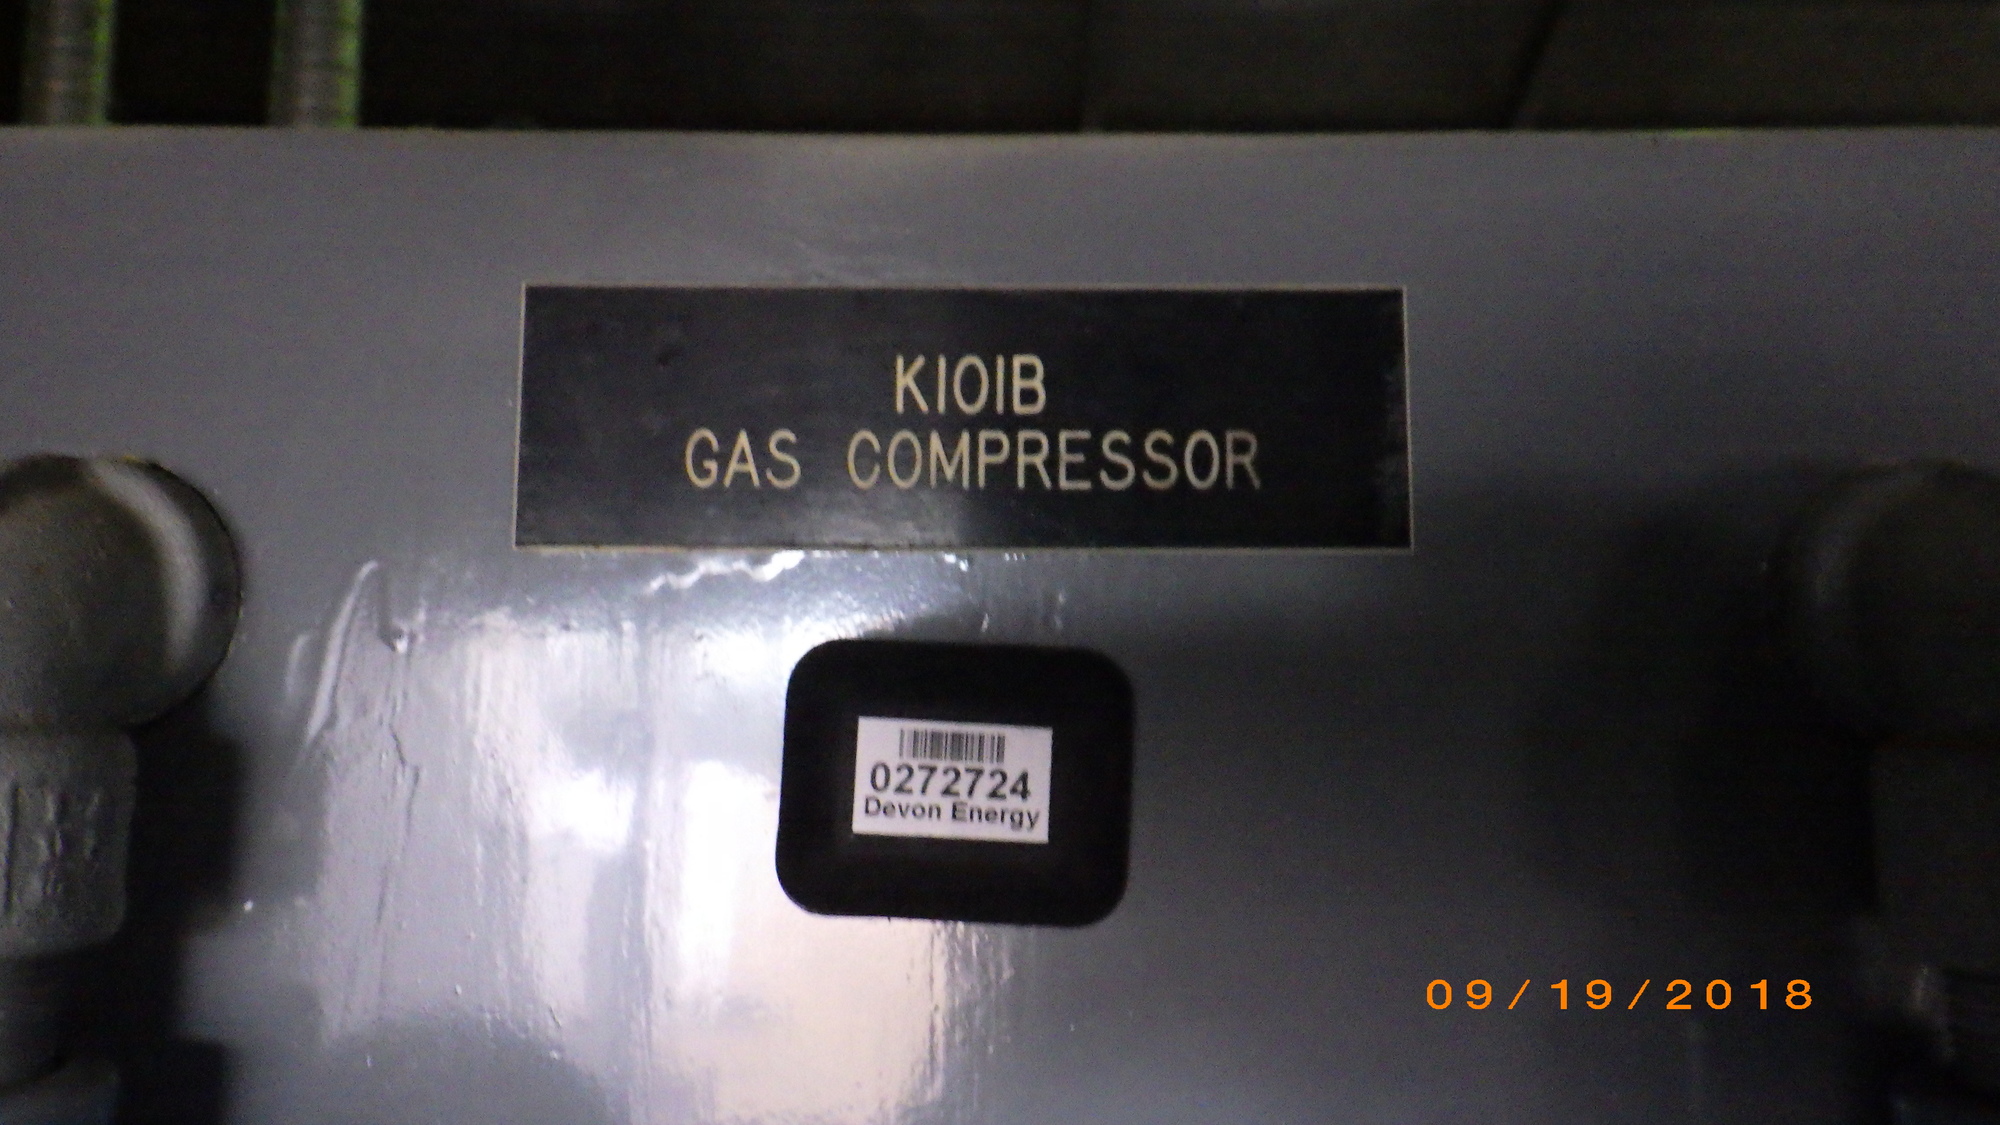 K101B
GAS COMPRESSOR
0272724
Devon Energy
09/19/2018